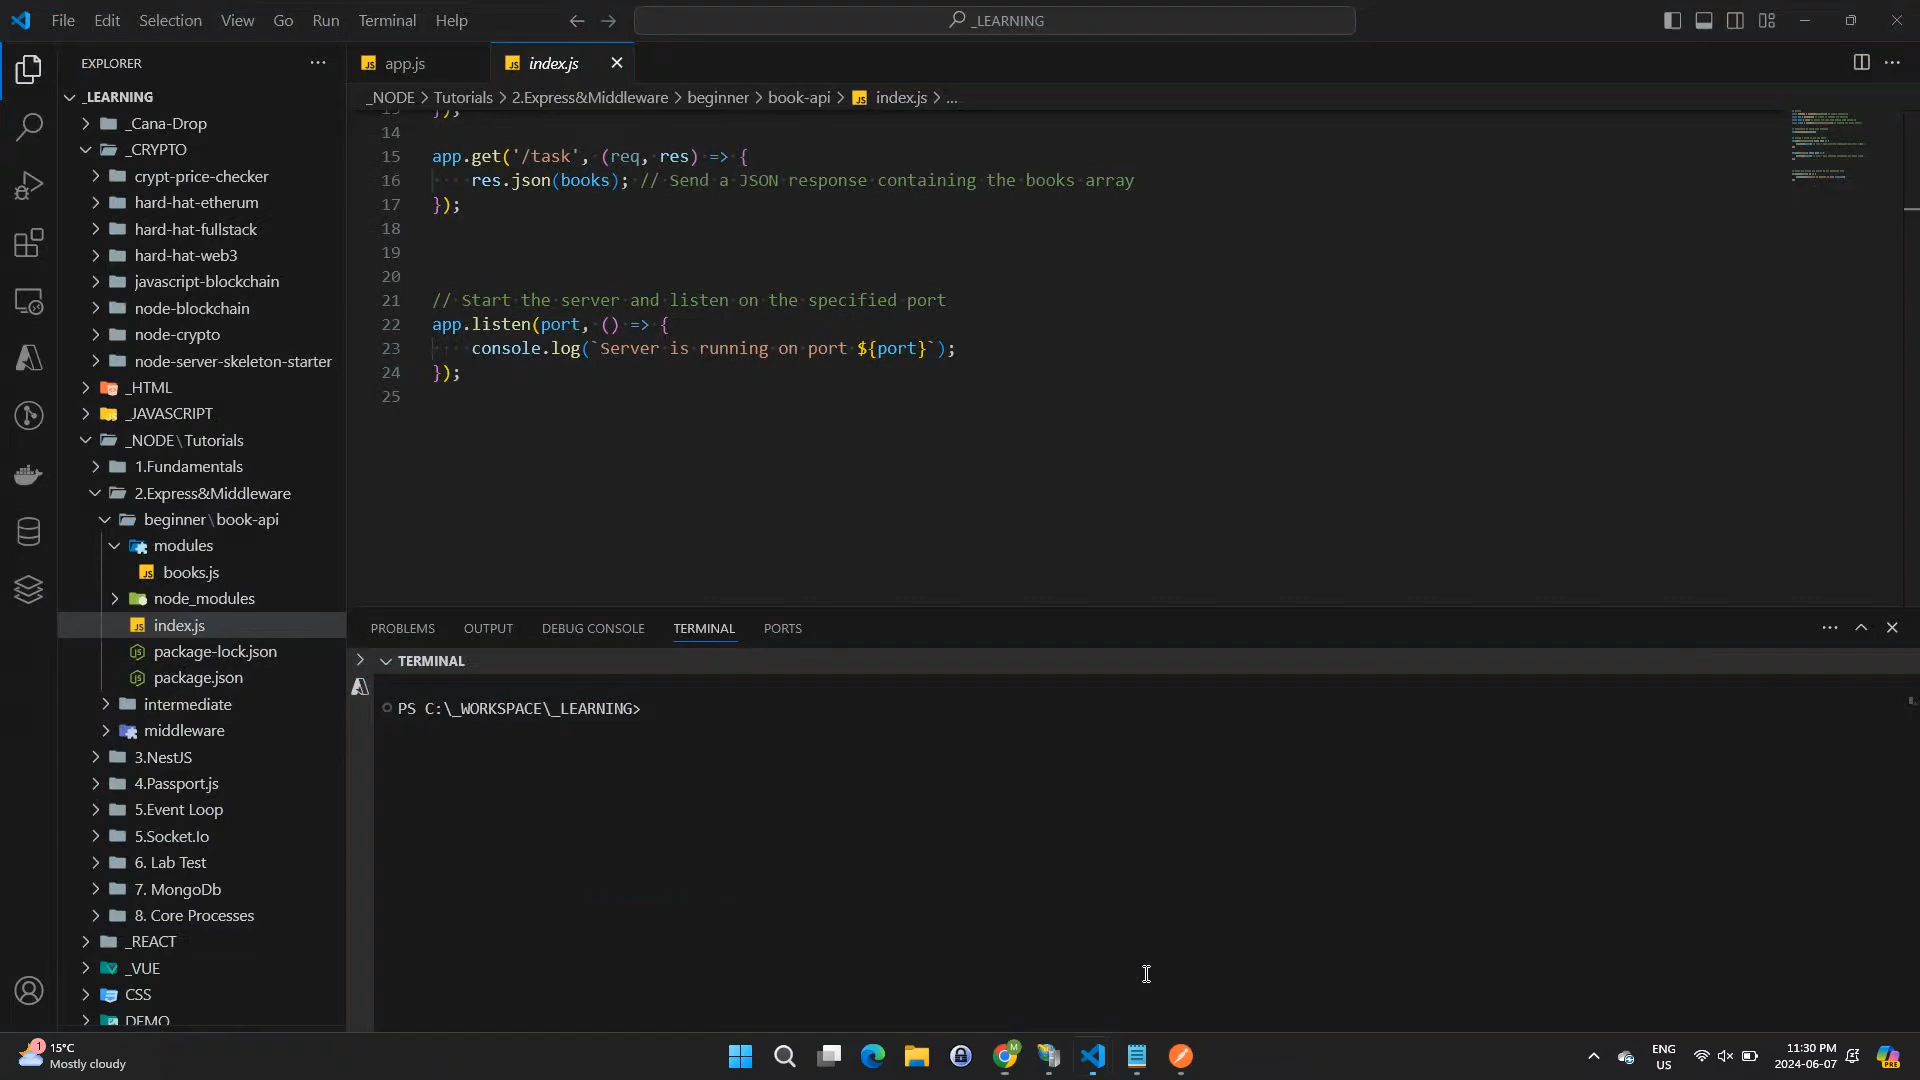 File Edit Selection View Go Run Terminal Help
_LEARNING
EXPLORER
app.js
index.js
_NODE > Tutorials > 2.Express&Middleware > beginner > book-api > index.js > ...
_LEARNING
_Cana-Drop
_CRYPTO
crypt-price-checker
hard-hat-etherum
hard-hat-fullstack
hard-hat-web3
javascript-blockchain
node-blockchain
node-crypto
node-server-skeleton-starter
_HTML
_JAVASCRIPT
_NODE\Tutorials
1.Fundamentals
2.Express&Middleware
beginner\book-api
modules
books.js
node_modules
index.js
package-lock.json
package.json
intermediate
middleware
3.NestJS
4.Passport.js
5.Event Loop
5.Socket.Io
6. Lab Test
7. MongoDb
8. Core Processes
_REACT
_VUE
CSS
DEMO
13 });
14
15 app.get('/task', (req, res) => {
16 res.json(books); // Send a JSON response containing the books array
17 });
18
19
20
21 // Start the server and listen on the specified port
22 app.listen(port, () => {
23 console.log(`Server is running on port ${port}`);
24 });
25
PROBLEMS OUTPUT DEBUG CONSOLE TERMINAL PORTS
TERMINAL
PS C:\_WORKSPACE\_LEARNING>
1
15°C
Mostly cloudy
M
ENG
US
11:30 PM
2024-06-07
PRE